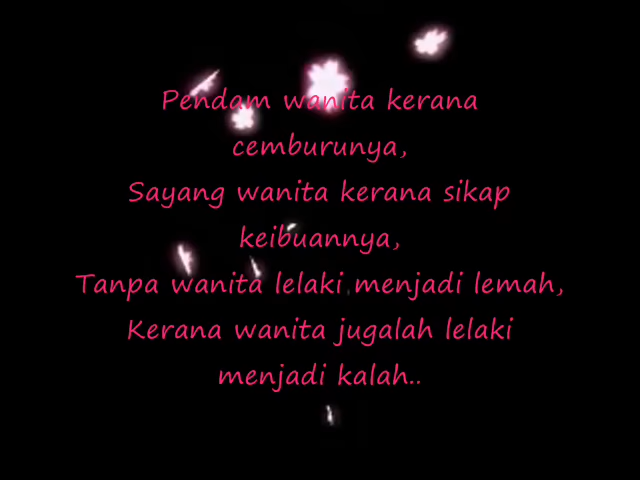 Pendam wanita kerana
cemburunya,
Sayang wanita kerana sikap
keibuannya,
Tanpa wanita lelaki menjadi lemah,
Kerana wanita jugalah lelaki
menjadi kalah..